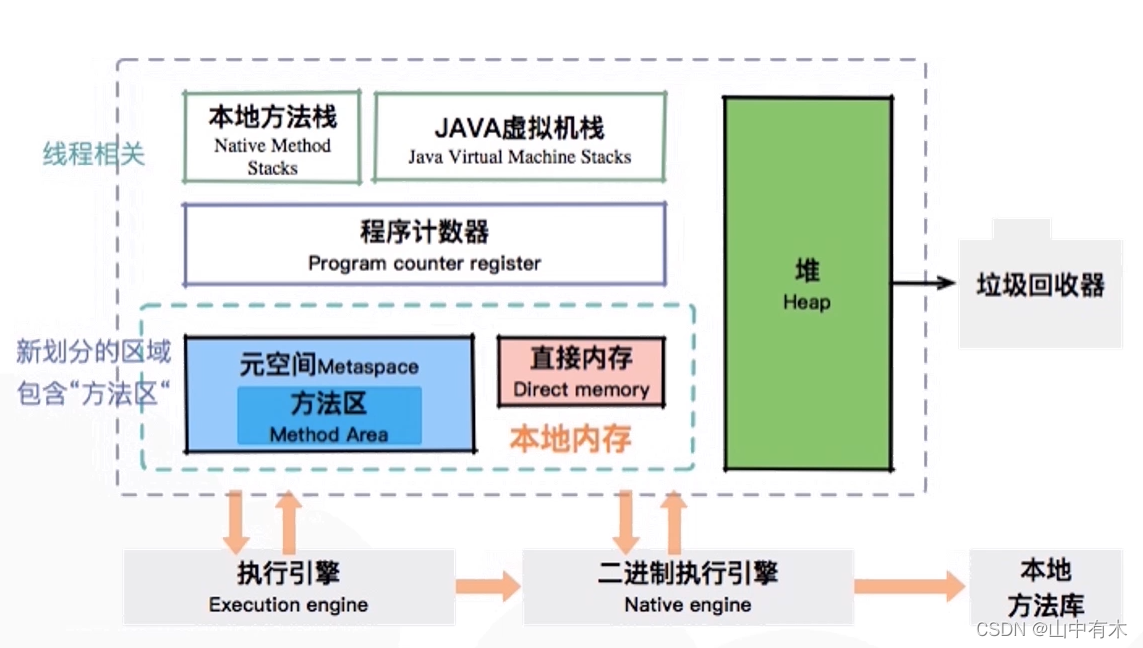 本地方法栈
Native Method
Stacks
JAVA虚拟机栈
Java Virtual Machine Stacks
线程相关
程序计数器
Program counter register
堆
Heap
垃圾回收器
新划分的区域
包含“方法区“
元空间Metaspace
方法区
Method Area
直接内存
Direct memory
本地内存
执行引擎
Execution engine
二进制执行引擎
Native engine
本地
方法库
CSDN @山中有木